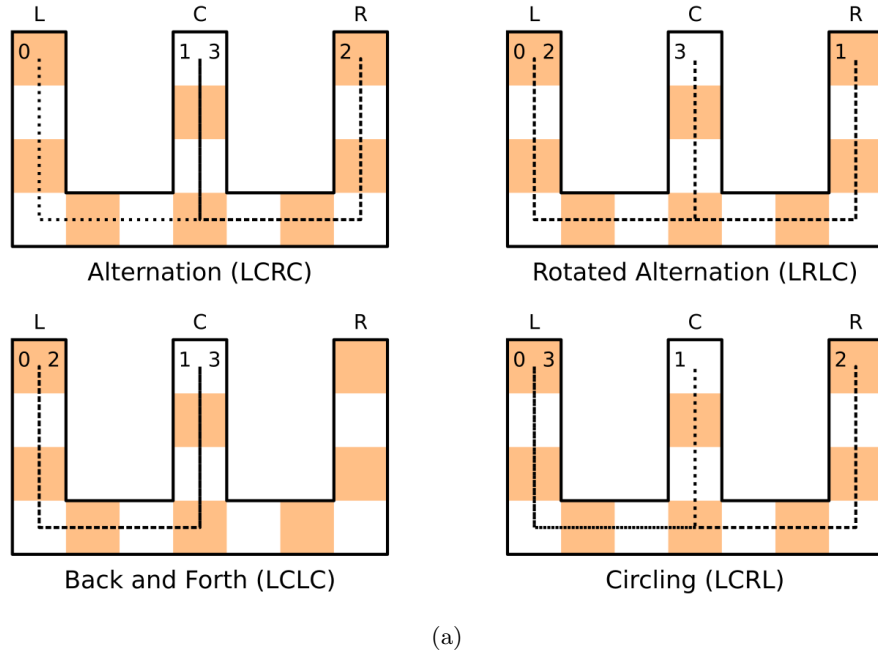 L C R
0 1 3 2
Alternation (LCRC)
L C R
0 2 3 1
Rotated Alternation (LRLC)
L C R
0 2 1 3
Back and Forth (LCLC)
L C R
0 3 1 2
Circling (LCRL)
(a)